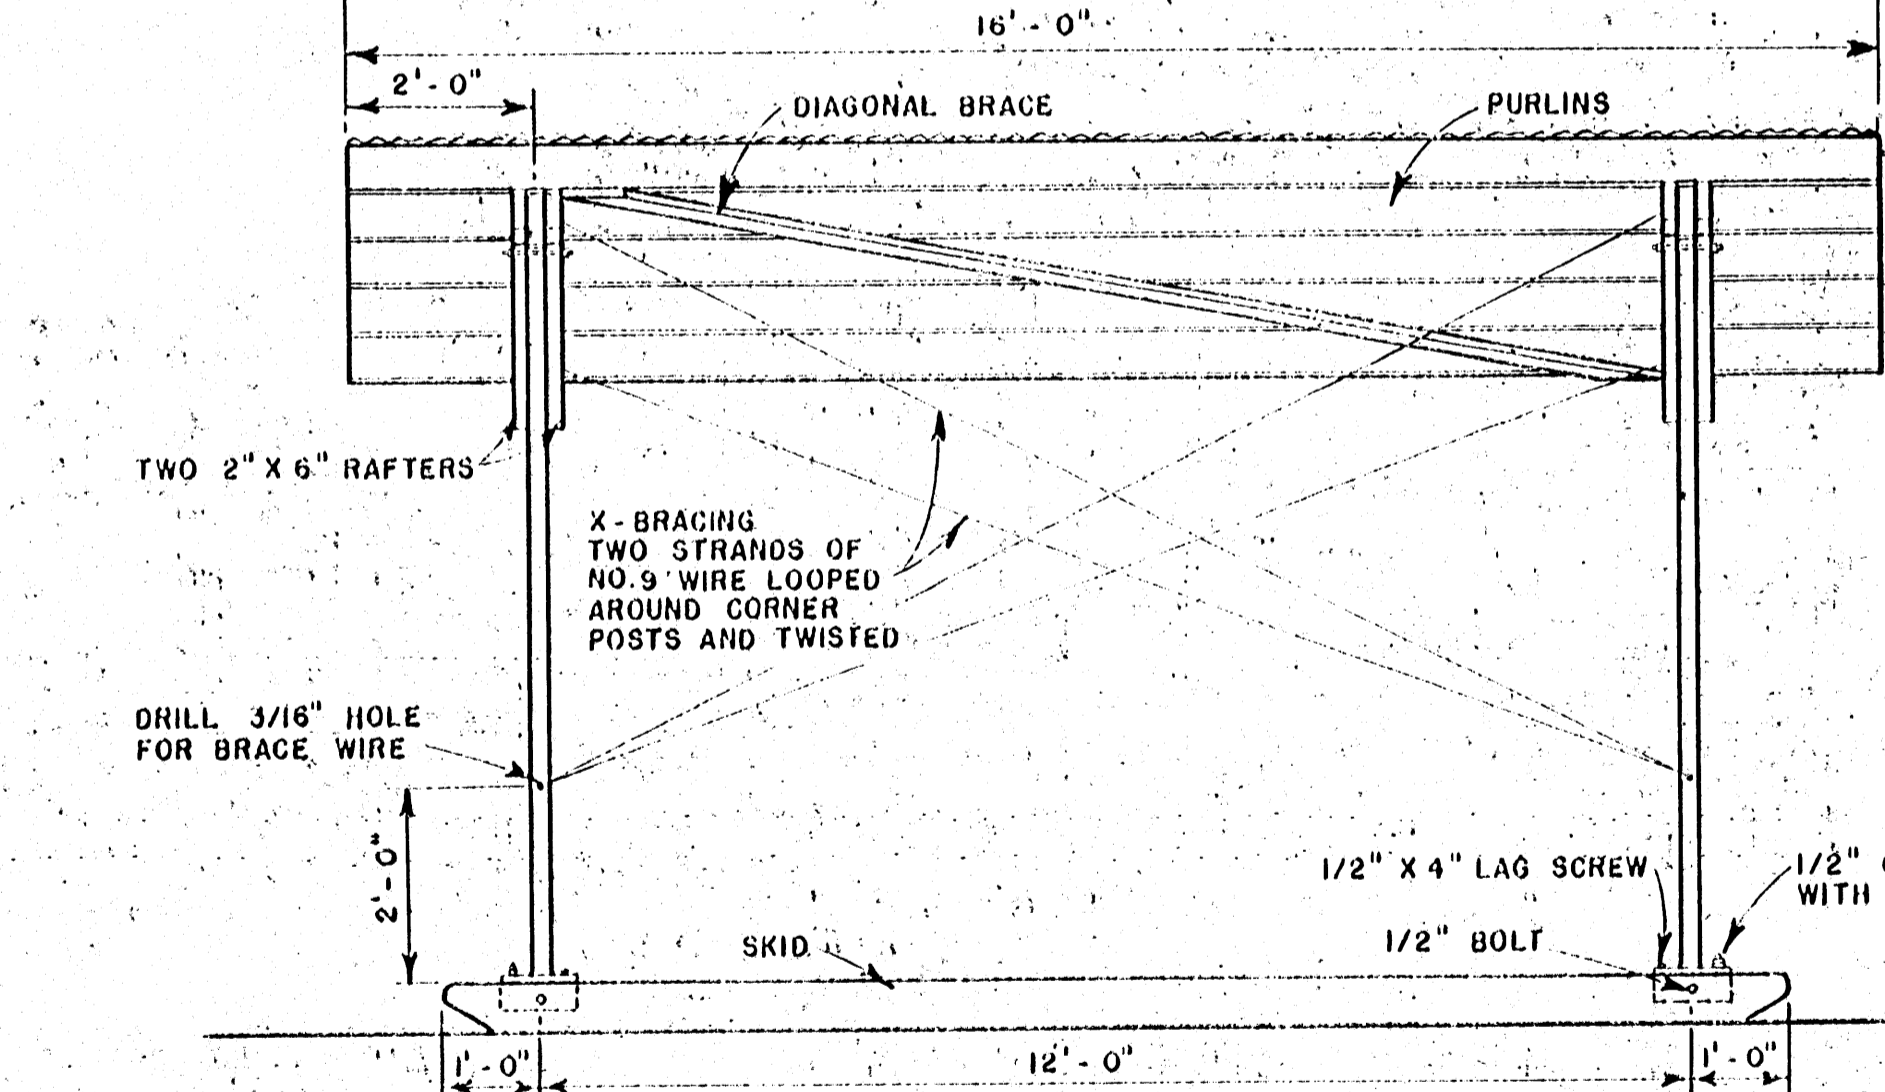 16'-0"
2'-0"
DIAGONAL BRACE
PURLINS
TWO 2" X 6" RAFTERS
X-BRACING
TWO STRANDS OF
NO.9 WIRE LOOPED
AROUND CORNER
POSTS AND TWISTED
DRILL 3/16" HOLE
FOR BRACE WIRE
2'-0"
1/2" X 4" LAG SCREW
1/2"
WITH
SKID
1/2" BOLT
1'-0"
12'-0"
1'-0"